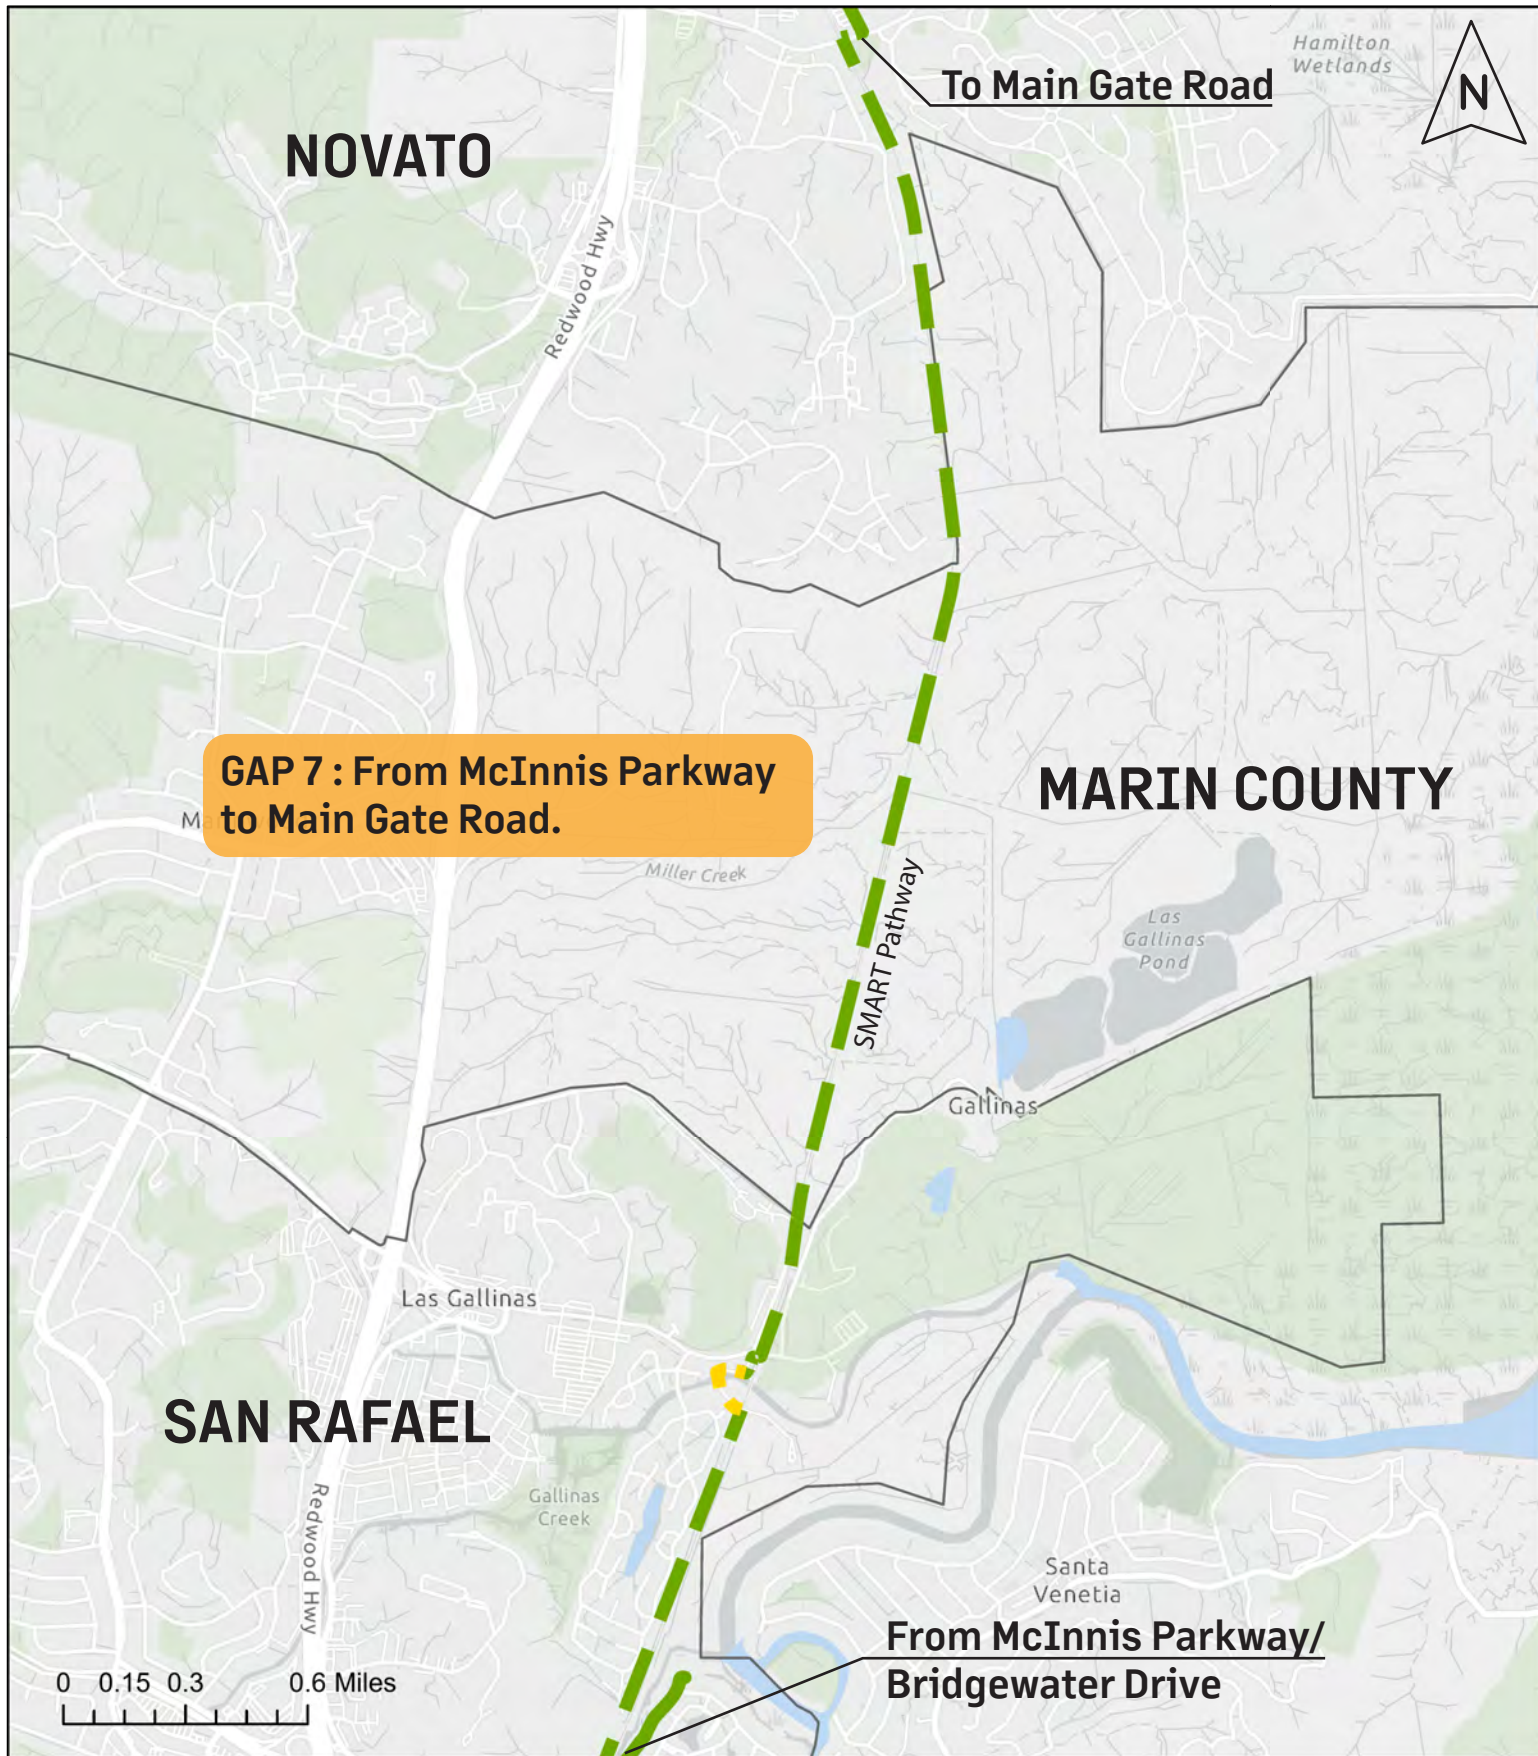 Hamilton
Wetlands
To Main Gate Road
N
NOVATO
Redwood Hwy
GAP 7 : From McInnis Parkway
to Main Gate Road.
MARIN COUNTY
Miller Creek
SMART Pathway
Las
Gallinas
Pond
Gallinas
Las Gallinas
SAN RAFAEL
Redwood Hwy
Gallinas
Creek
Santa
Venetia
From McInnis Parkway/
Bridgewater Drive
0 0.15 0.3 0.6 Miles